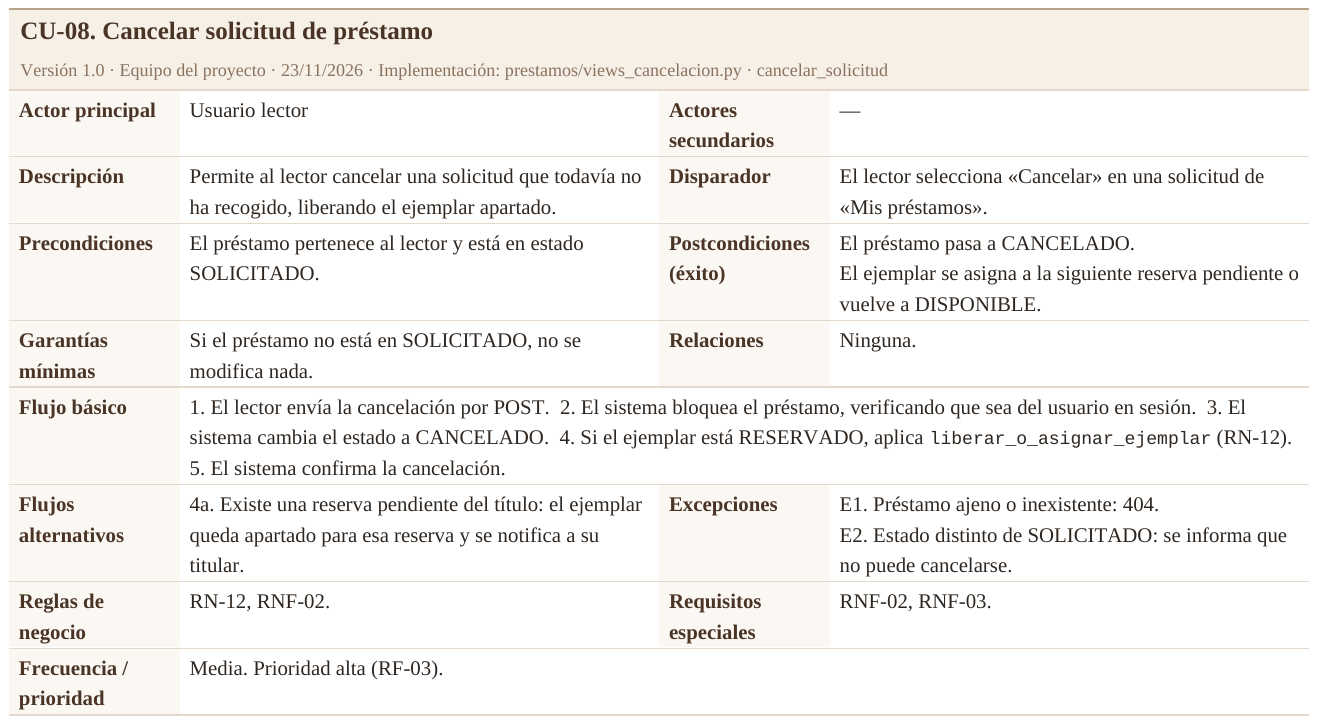 CU-08. Cancelar solicitud de préstamo
Versión 1.0 · Equipo del proyecto · 23/11/2026 · Implementación: prestamos/views_cancelacion.py · cancelar_solicitud
Actor principal
Usuario lector
Actores
secundarios
—
Descripción
Permite al lector cancelar una solicitud que todavía no
ha recogido, liberando el ejemplar apartado.
Disparador
El lector selecciona «Cancelar» en una solicitud de
«Mis préstamos».
Precondiciones
El préstamo pertenece al lector y está en estado
SOLICITADO.
Postcondiciones
(éxito)
El préstamo pasa a CANCELADO.
El ejemplar se asigna a la siguiente reserva pendiente o
vuelve a DISPONIBLE.
Garantías
mínimas
Si el préstamo no está en SOLICITADO, no se
modifica nada.
Relaciones
Ninguna.
Flujo básico
1. El lector envía la cancelación por POST. 2. El sistema bloquea el préstamo, verificando que sea del usuario en sesión. 3. El
sistema cambia el estado a CANCELADO. 4. Si el ejemplar está RESERVADO, aplica liberar_o_asignar_ejemplar (RN-12).
5. El sistema confirma la cancelación.
Flujos
alternativos
4a. Existe una reserva pendiente del título: el ejemplar
queda apartado para esa reserva y se notifica a su
titular.
Excepciones
E1. Préstamo ajeno o inexistente: 404.
E2. Estado distinto de SOLICITADO: se informa que
no puede cancelarse.
Reglas de
negocio
RN-12, RNF-02.
Requisitos
especiales
RNF-02, RNF-03.
Frecuencia /
prioridad
Media. Prioridad alta (RF-03).